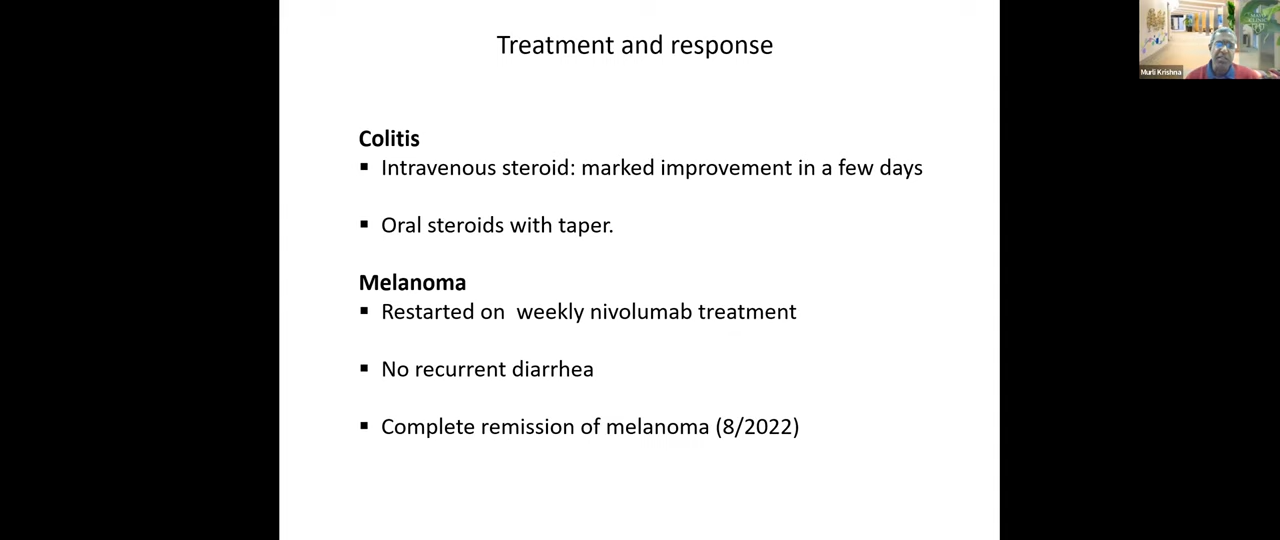 Treatment and response
Murli Krishna
Colitis
▪ Intravenous steroid: marked improvement in a few days
▪ Oral steroids with taper.
Melanoma
▪ Restarted on  weekly nivolumab treatment
▪ No recurrent diarrhea
▪ Complete remission of melanoma (8/2022)